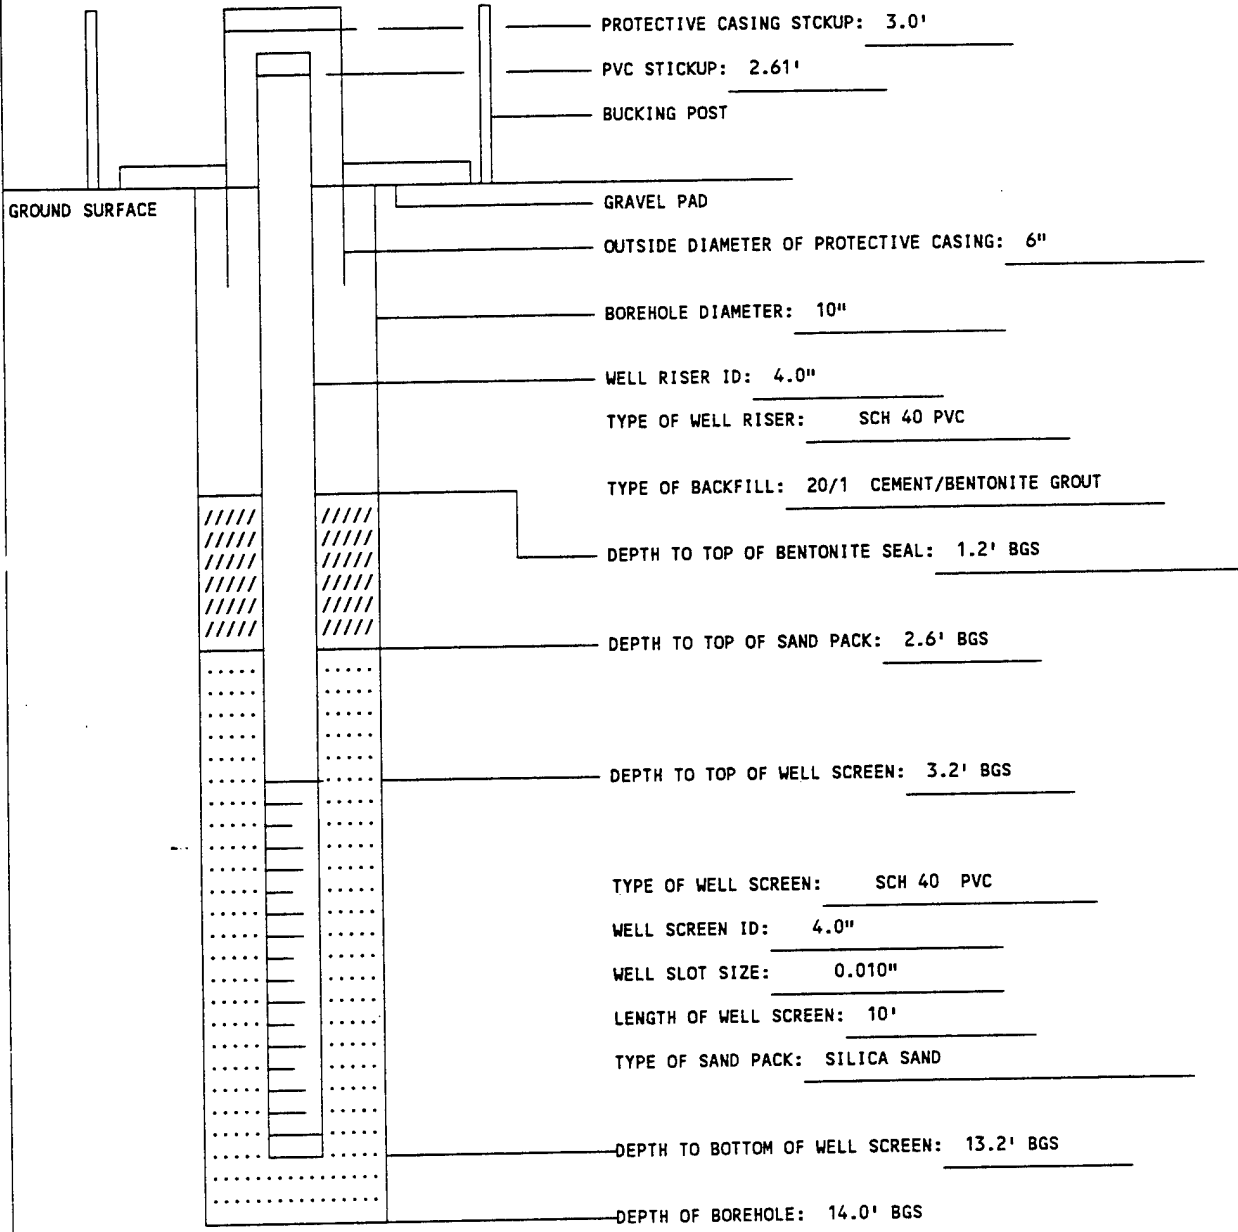 PROTECTIVE CASING STCKUP: 3.0'
PVC STICKUP: 2.61'
BUCKING POST
GROUND SURFACE
GRAVEL PAD
OUTSIDE DIAMETER OF PROTECTIVE CASING: 6"
BOREHOLE DIAMETER: 10"
WELL RISER ID: 4.0"
TYPE OF WELL RISER: SCH 40 PVC
TYPE OF BACKFILL: 20/1 CEMENT/BENTONITE GROUT
DEPTH TO TOP OF BENTONITE SEAL: 1.2' BGS
DEPTH TO TOP OF SAND PACK: 2.6' BGS
DEPTH TO TOP OF WELL SCREEN: 3.2' BGS
TYPE OF WELL SCREEN: SCH 40 PVC
WELL SCREEN ID: 4.0"
WELL SLOT SIZE: 0.010"
LENGTH OF WELL SCREEN: 10'
TYPE OF SAND PACK: SILICA SAND
DEPTH TO BOTTOM OF WELL SCREEN: 13.2' BGS
DEPTH OF BOREHOLE: 14.0' BGS